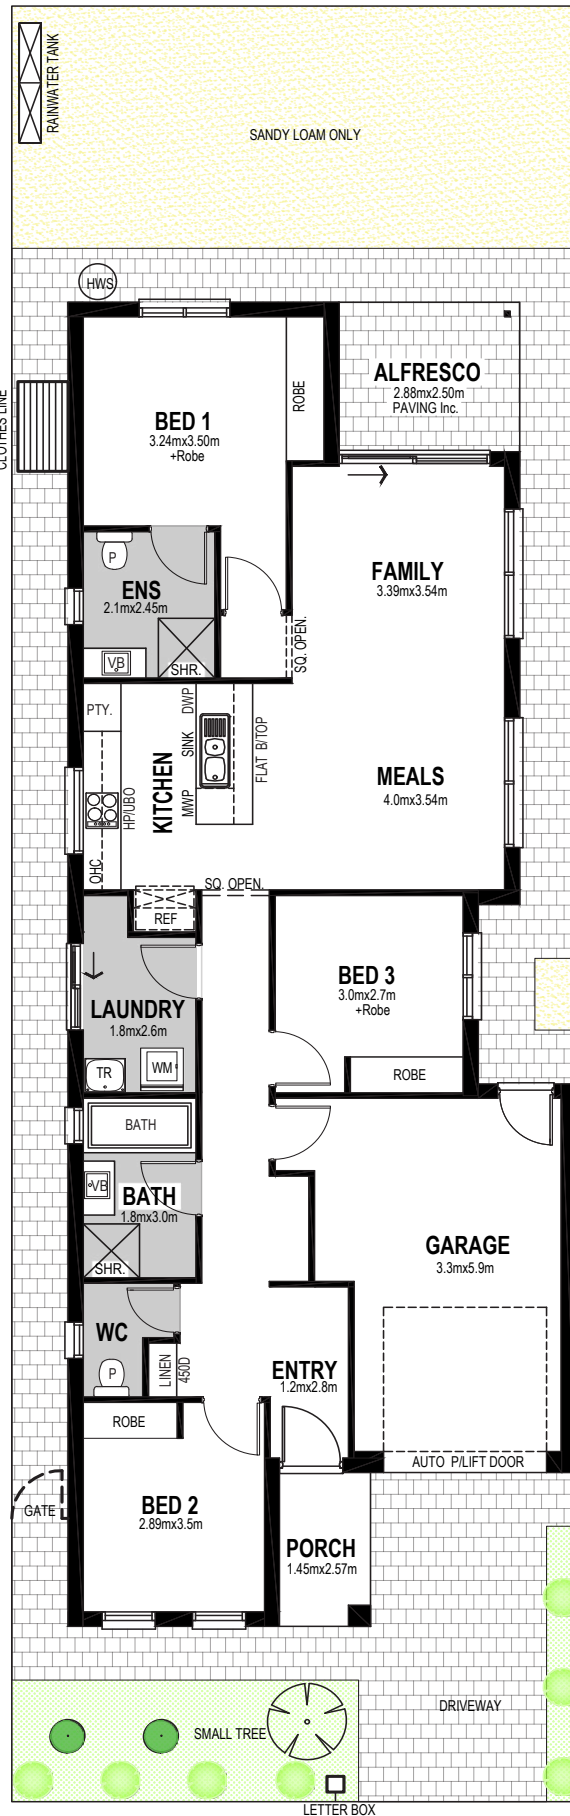 RAINWATER TANK
SANDY LOAM ONLY
HWS
CLOTHES LINE
BED 1
3.24mx3.50m
+Robe
ROBE
ALFRESCO
2.88mx2.50m
PAVING Inc.
P
ENS
2.1mx2.45m
VB
SHR.
SQ. OPEN.
FAMILY
3.39mx3.54m
PTY.
DWP
SINK
MWP
FLAT B/TOP
KITCHEN
HP/UBO
OHC
MEALS
4.0mx3.54m
SQ. OPEN.
REF
LAUNDRY
1.8mx2.6m
TR
WM
BED 3
3.0mx2.7m
+Robe
ROBE
BATH
VB
BATH
1.8mx3.0m
SHR.
GARAGE
3.3mx5.9m
WC
P
LINEN
450D
ENTRY
1.2mx2.8m
ROBE
AUTO P/LIFT DOOR
GATE
BED 2
2.89mx3.5m
PORCH
1.45mx2.57m
DRIVEWAY
SMALL TREE
LETTER BOX